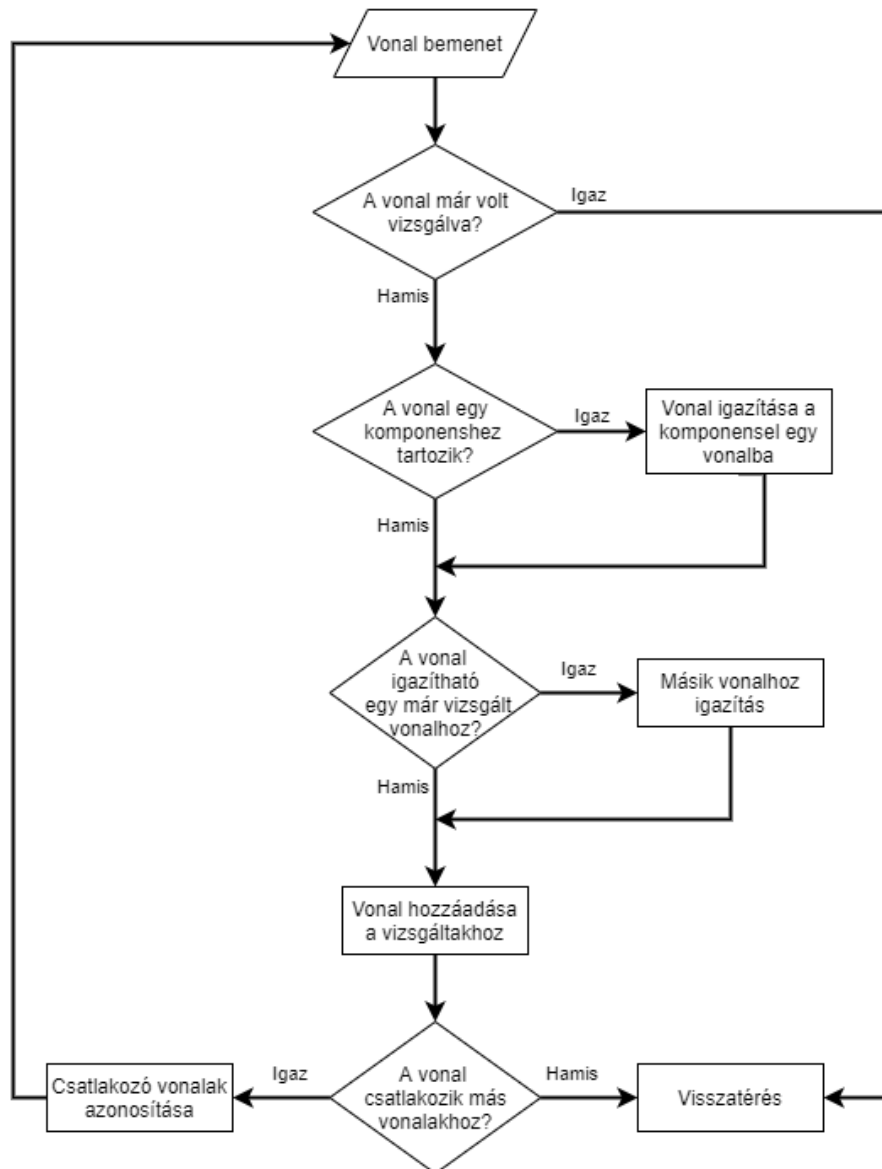 Vonal bemenet
A vonal már volt
vizsgálva?
Igaz
Hamis
A vonal egy
komponenshez
tartozik?
Igaz
Vonal igazítása a
komponensel egy
vonalba
Hamis
A vonal
igazítható
egy már vizsgált
vonalhoz?
Igaz
Másik vonalhoz
igazítás
Hamis
Vonal hozzáadása
a vizsgáltakhoz
Csatlakozó vonalak
azonosítása
Igaz
A vonal
csatlakozik más
vonalakhoz?
Hamis
Visszatérés